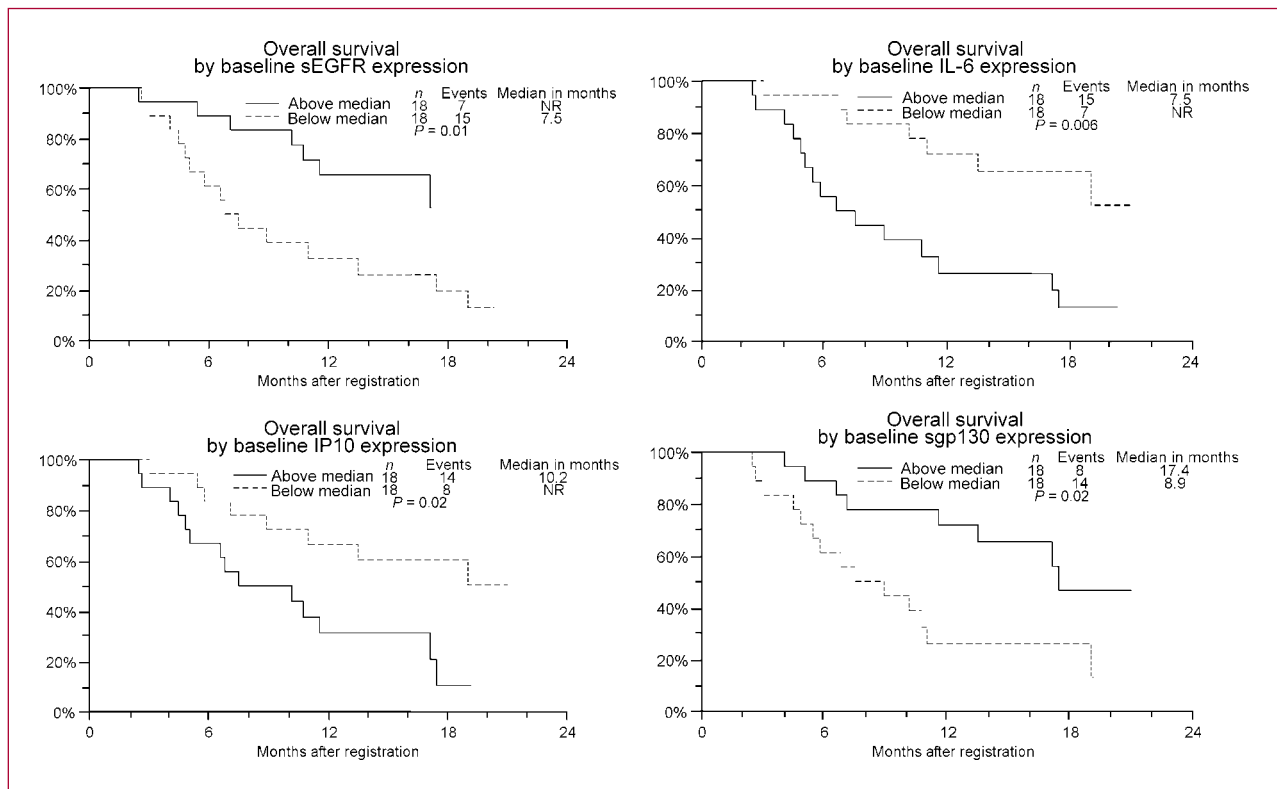 Overall survival
by baseline sEGFR expression
n Events Median in months
Above median 18 7 NR
Below median 18 15 7.5
P = 0.01
100%
80%
60%
40%
20%
0%
0 6 12 18 24
Months after registration
Overall survival
by baseline IL-6 expression
n Events Median in months
Above median 18 15 7.5
Below median 18 7 NR
P = 0.006
100%
80%
60%
40%
20%
0%
0 6 12 18 24
Months after registration
Overall survival
by baseline IP10 expression
n Events Median in months
Above median 18 14 10.2
Below median 18 8 NR
P = 0.02
100%
80%
60%
40%
20%
0%
0 6 12 18 24
Months after registration
Overall survival
by baseline sgp130 expression
n Events Median in months
Above median 18 8 17.4
Below median 18 14 8.9
P = 0.02
100%
80%
60%
40%
20%
0%
0 6 12 18 24
Months after registration